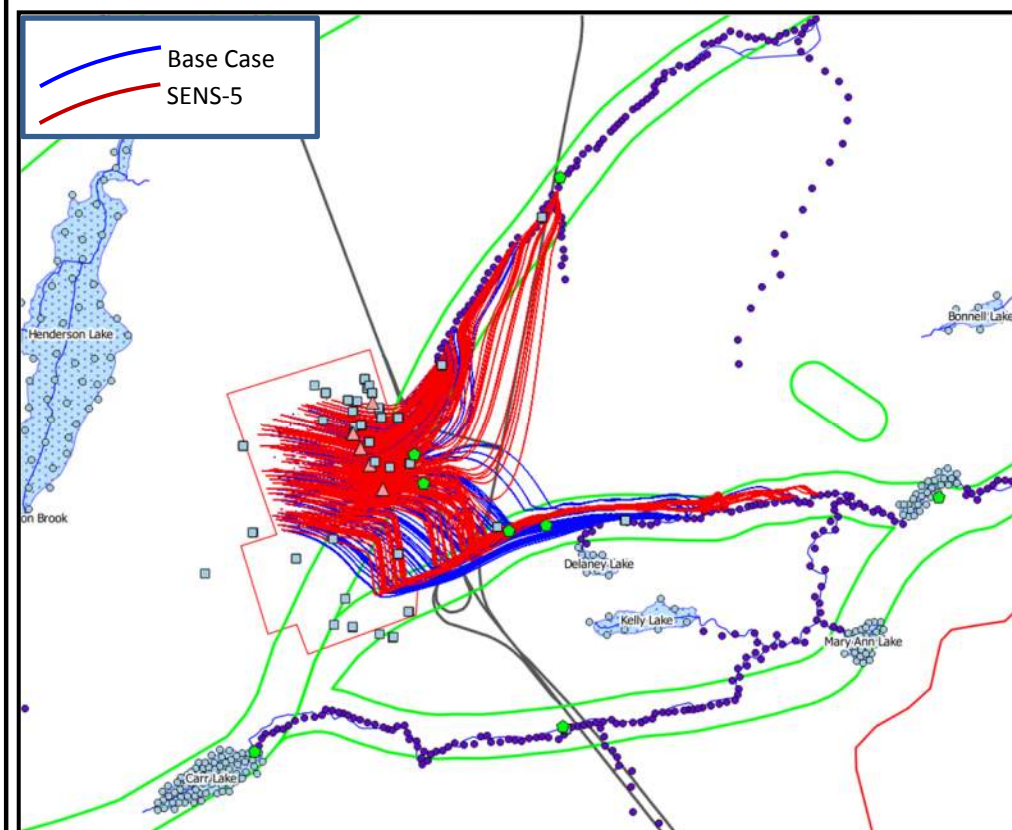 Base Case
SENS-5
Henderson Lake
Bonnell Lake
on Brook
Delaney Lake
Kelly Lake
Mary Ann Lake
Carr Lake